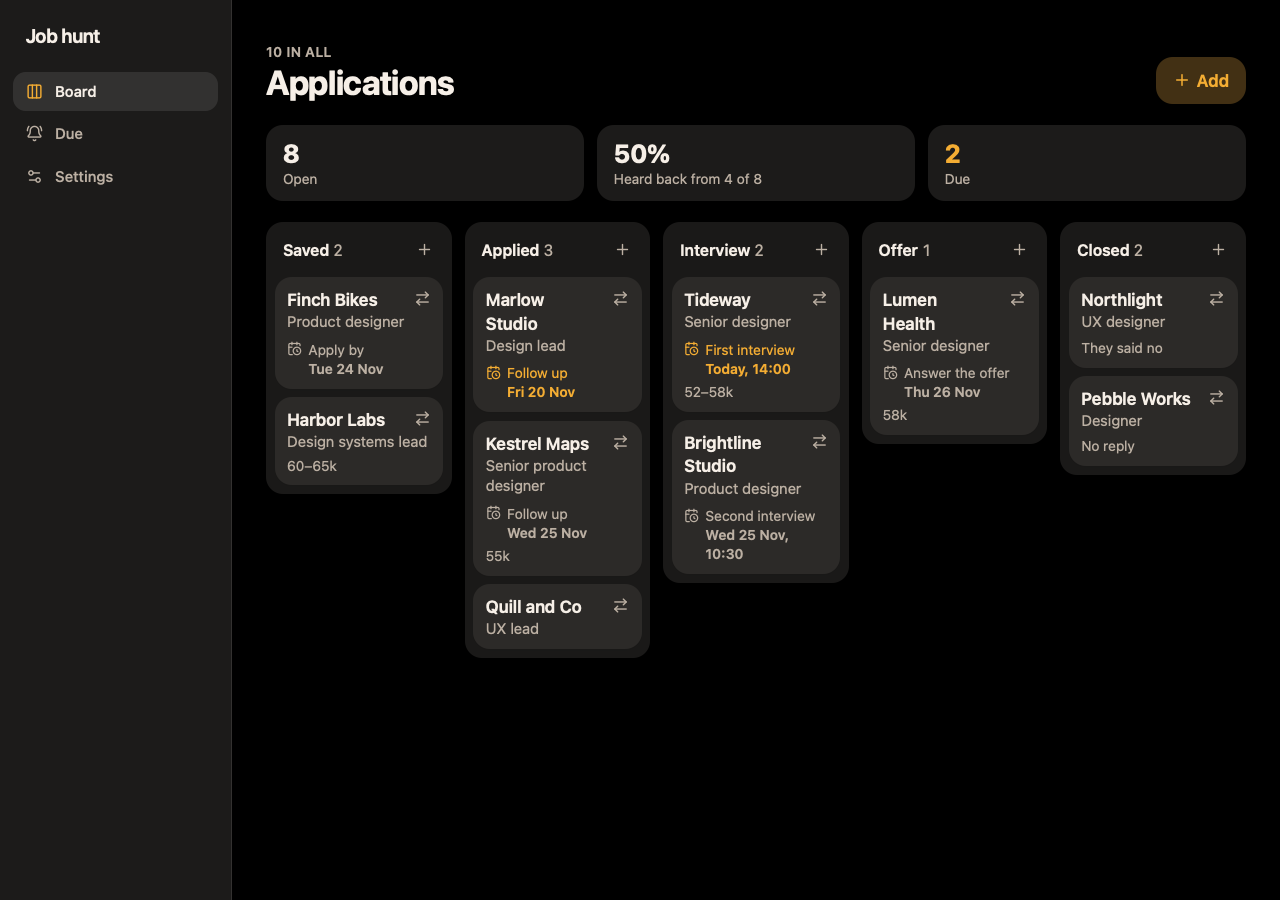 Job hunt
Board
Due
Settings
10 IN ALL
Applications
Add
8
Open
50%
Heard back from 4 of 8
2
Due
Saved 2
Finch Bikes
Product designer
Apply by
Tue 24 Nov
Harbor Labs
Design systems lead
60–65k
Applied 3
Marlow
Studio
Design lead
Follow up
Fri 20 Nov
Kestrel Maps
Senior product
designer
Follow up
Wed 25 Nov
55k
Quill and Co
UX lead
Interview 2
Tideway
Senior designer
First interview
Today, 14:00
52–58k
Brightline
Studio
Product designer
Second interview
Wed 25 Nov,
10:30
Offer 1
Lumen
Health
Senior designer
Answer the offer
Thu 26 Nov
58k
Closed 2
Northlight
UX designer
They said no
Pebble Works
Designer
No reply